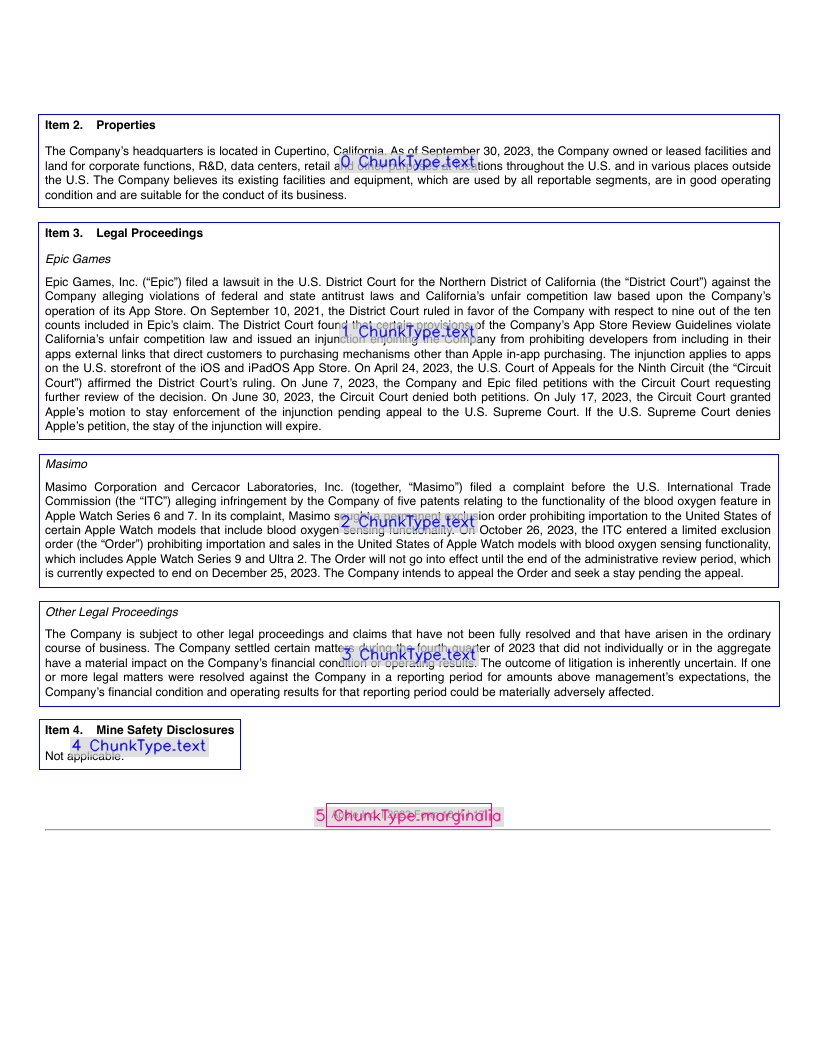 Item 2. Properties
The Company's headquarters is located in Cupertino, California. As of September 30, 2023, the Company owned or leased facilities and
land for corporate functions, R&D, data centers, retail and other purposes at locations throughout the U.S. and in various places outside
0 ChunkType.text
the U.S. The Company believes its existing facilities and equipment, which are used by all reportable segments, are in good operating
condition and are suitable for the conduct of its business.
Item 3. Legal Proceedings
Epic Games
Epic Games, Inc. (“Epic”) filed a lawsuit in the U.S. District Court for the Northern District of California (the “District Court”) against the
Company alleging violations of federal and state antitrust laws and California's unfair competition law based upon the Company's
operation of its App Store. On September 10, 2021, the District Court ruled in favor of the Company with respect to nine out of the ten
counts included in Epic's claim. The District Court found that certain provisions of the Company's App Store Review Guidelines violate
1 ChunkType.text
California's unfair competition law and issued an injunction enjoining the Company from prohibiting developers from including in their
apps external links that direct customers to purchasing mechanisms other than Apple in-app purchasing. The injunction applies to apps
on the U.S. storefront of the iOS and iPadOS App Store. On April 24, 2023, the U.S. Court of Appeals for the Ninth Circuit (the “Circuit
Court”) affirmed the District Court's ruling. On June 7, 2023, the Company and Epic filed petitions with the Circuit Court requesting
further review of the decision. On June 30, 2023, the Circuit Court denied both petitions. On July 17, 2023, the Circuit Court granted
Apple's motion to stay enforcement of the injunction pending appeal to the U.S. Supreme Court. If the U.S. Supreme Court denies
Apple's petition, the stay of the injunction will expire.
Masimo
Masimo Corporation and Cercacor Laboratories, Inc. (together, “Masimo”) filed a complaint before the U.S. International Trade
Commission (the “ITC”) alleging infringement by the Company of five patents relating to the functionality of the blood oxygen feature in
Apple Watch Series 6 and 7. In its complaint, Masimo sought a permanent exclusion order prohibiting importation to the United States of
2 ChunkType.text
certain Apple Watch models that include blood oxygen sensing functionality. On October 26, 2023, the ITC entered a limited exclusion
order (the “Order”) prohibiting importation and sales in the United States of Apple Watch models with blood oxygen sensing functionality,
which includes Apple Watch Series 9 and Ultra 2. The Order will not go into effect until the end of the administrative review period, which
is currently expected to end on December 25, 2023. The Company intends to appeal the Order and seek a stay pending the appeal.
Other Legal Proceedings
The Company is subject to other legal proceedings and claims that have not been fully resolved and that have arisen in the ordinary
course of business. The Company settled certain matters during the fourth quarter of 2023 that did not individually or in the aggregate
3 ChunkType.text
have a material impact on the Company's financial condition or operating results. The outcome of litigation is inherently uncertain. If one
or more legal matters were resolved against the Company in a reporting period for amounts above management's expectations, the
Company's financial condition and operating results for that reporting period could be materially adversely affected.
Item 4. Mine Safety Disclosures
4 ChunkType.text
Not applicable.
5 ChunkType.marginalia